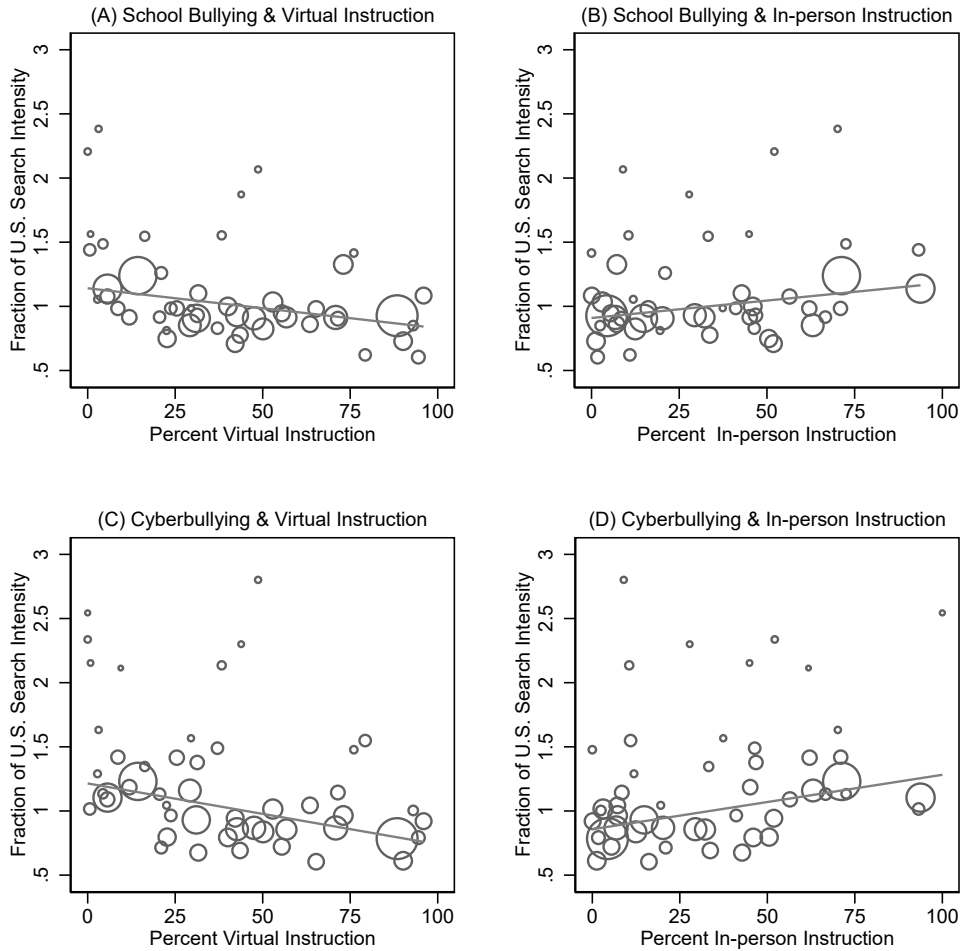 (A) School Bullying & Virtual Instruction
Fraction of U.S. Search Intensity
3
2.5
2
1.5
1
.5
0 25 50 75 100
Percent Virtual Instruction
(B) School Bullying & In-person Instruction
Fraction of U.S. Search Intensity
3
2.5
2
1.5
1
.5
0 25 50 75 100
Percent In-person Instruction
(C) Cyberbullying & Virtual Instruction
Fraction of U.S. Search Intensity
3
2.5
2
1.5
1
.5
0 25 50 75 100
Percent Virtual Instruction
(D) Cyberbullying & In-person Instruction
Fraction of U.S. Search Intensity
3
2.5
2
1.5
1
.5
0 25 50 75 100
Percent In-person Instruction